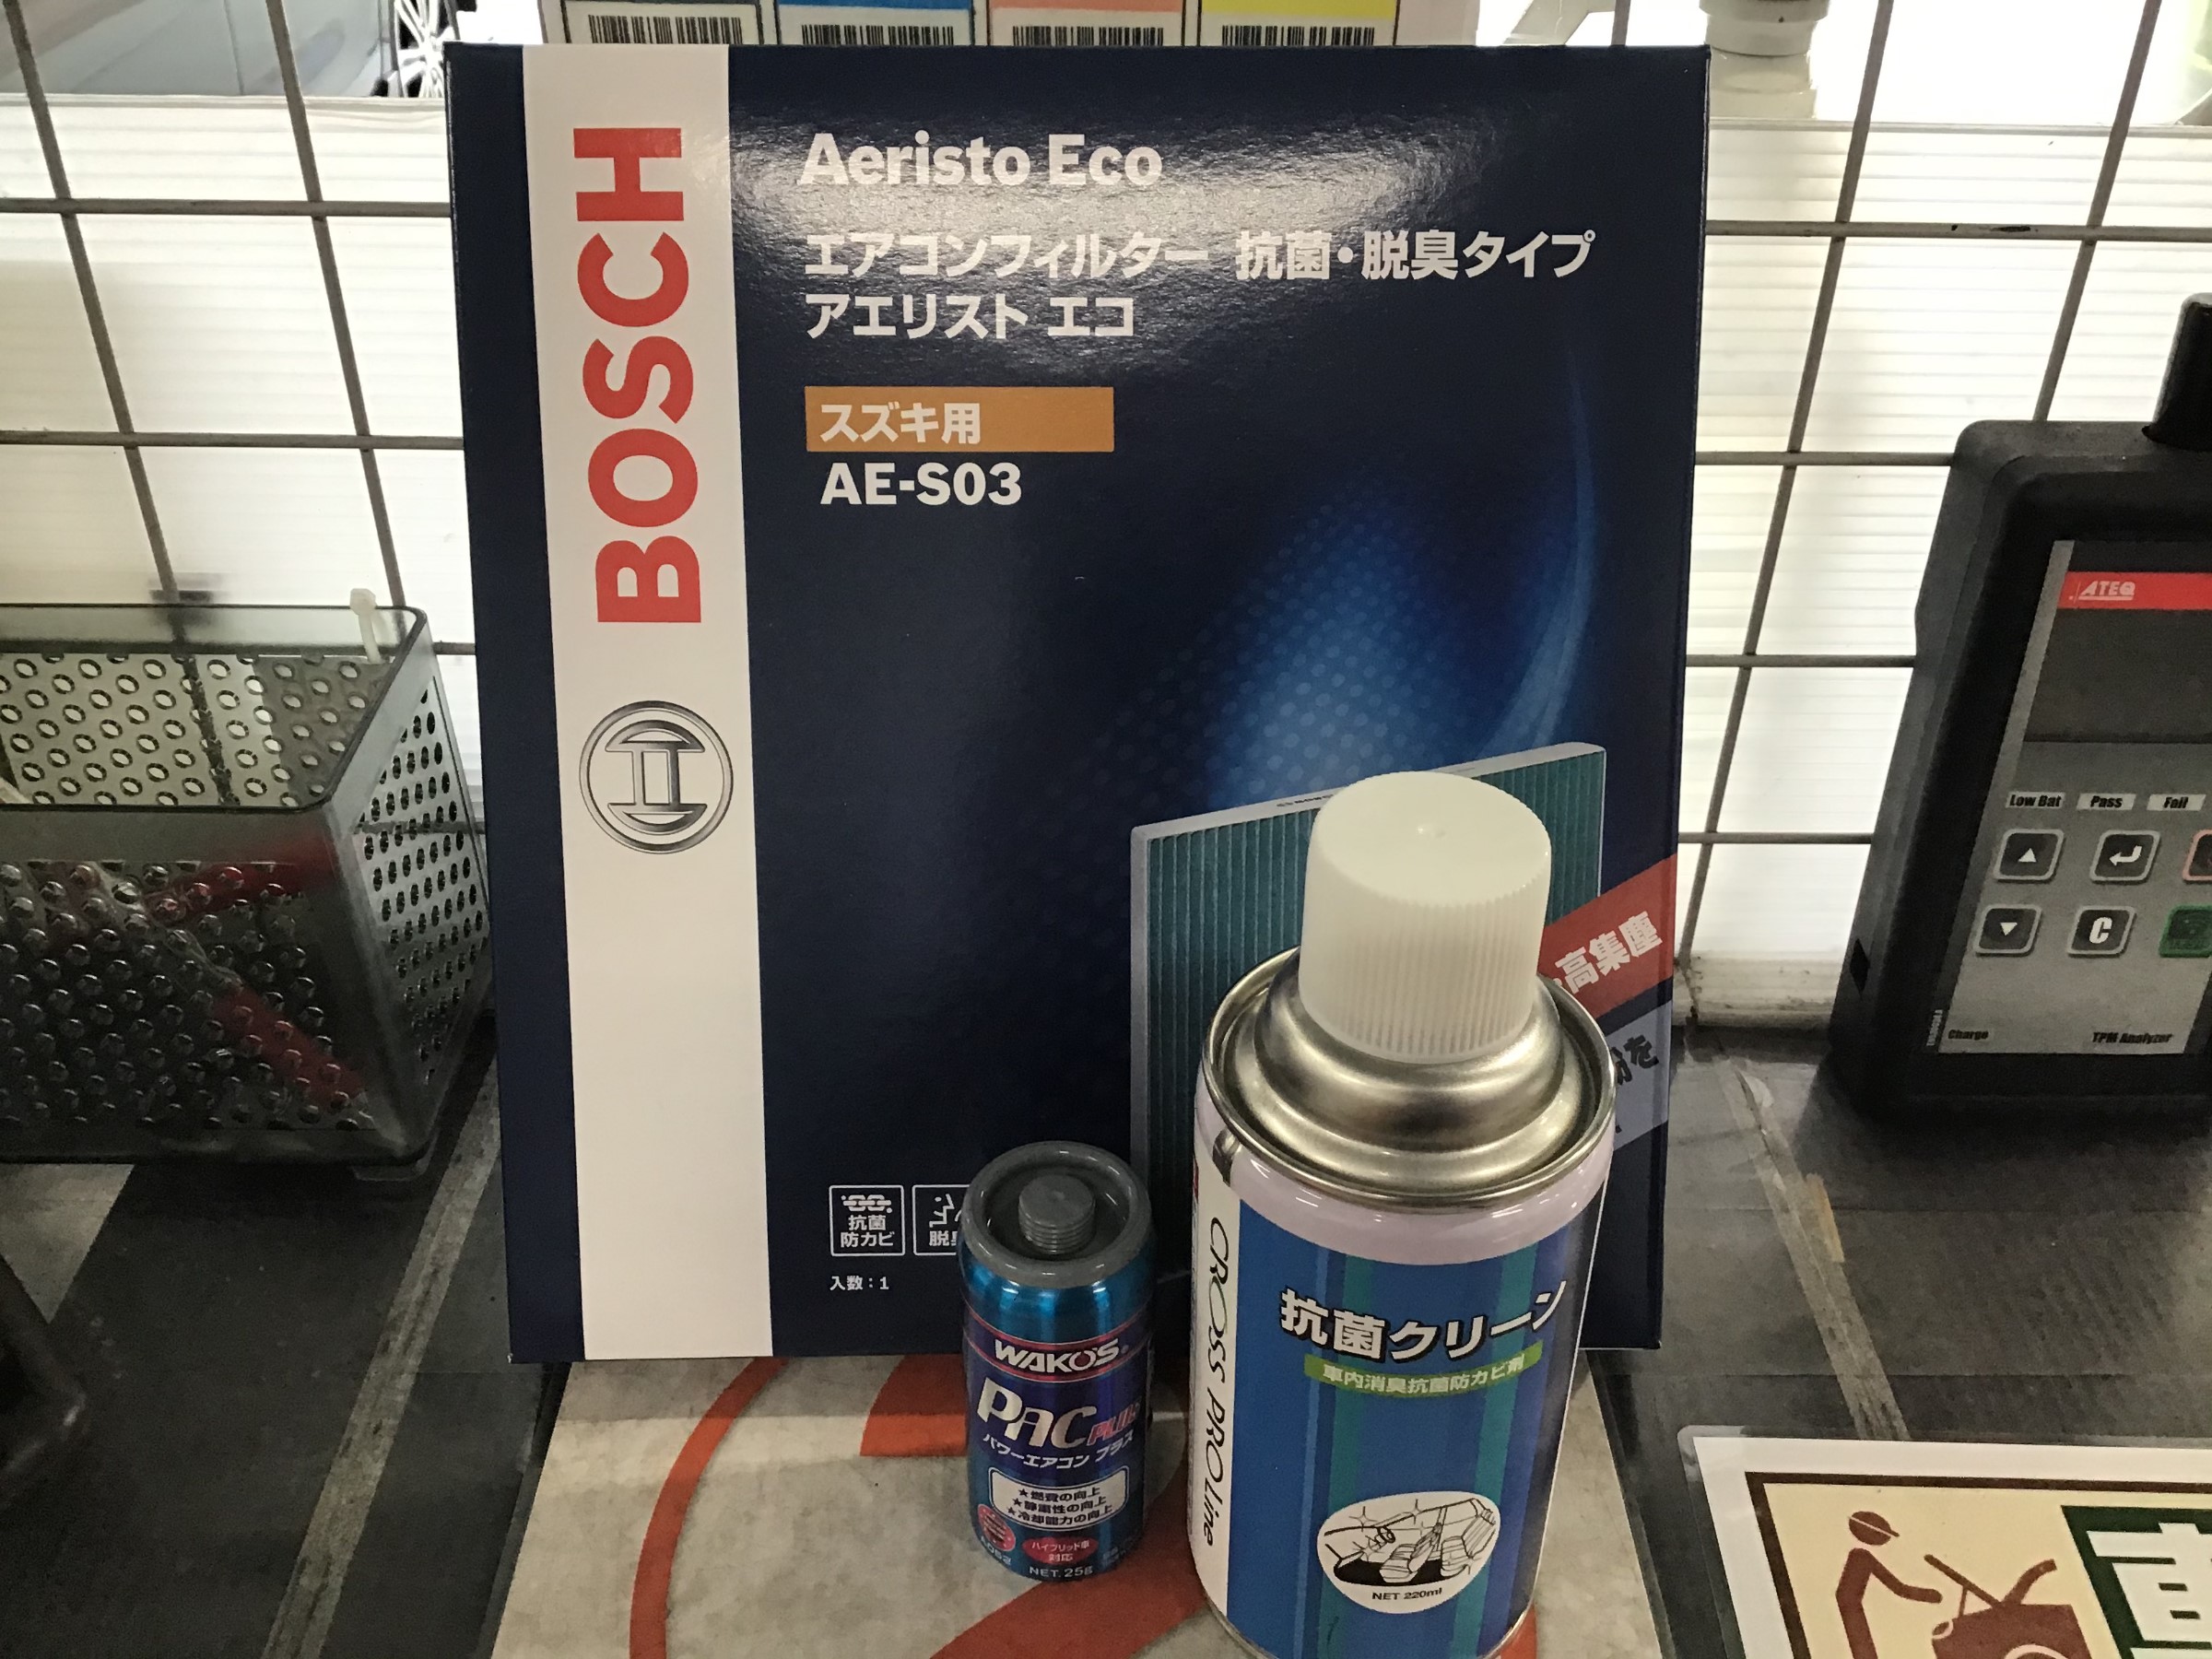 BOSCH
Aeristo Eco
エアコンフィルター 抗菌・脱臭タイプ
アエリスト エコ
スズキ用
AE-S03
高集塵
を
抗菌
防カビ
脱
入数：1
WAKO'S
PAC PLUS
パワーエアコン プラス
★燃費の向上
★静粛性の向上
★冷却能力の向上
ハイブリッド車
対応
NET.25g
CROSS PROLine
抗菌クリーン
車内消臭抗菌防カビ剤
NET 220ml
ATEQ
Low Bat
Pass
Fail
C
Charge
TPM Analyzer